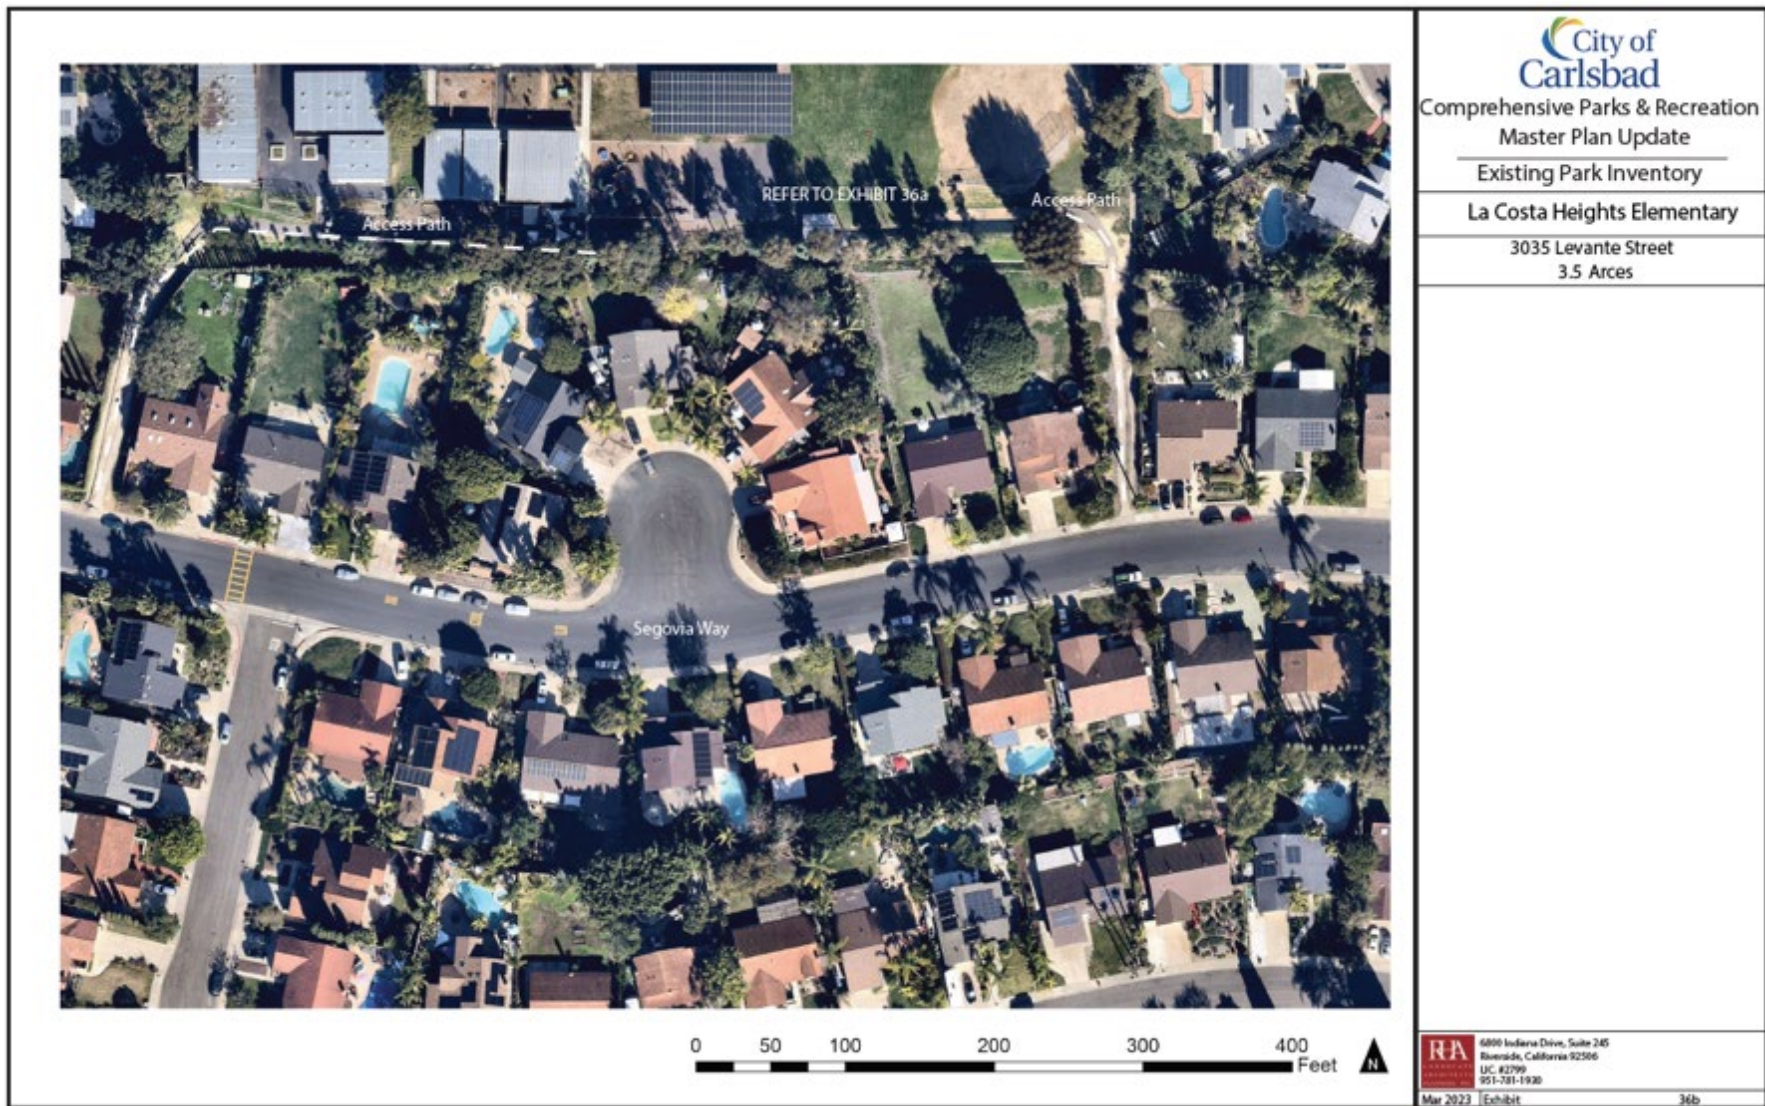 City of
Carlsbad
Comprehensive Parks & Recreation
Master Plan Update
Existing Park Inventory
La Costa Heights Elementary
3035 Levante Street
3.5 Arces
REFER TO EXHIBIT 36a
Access Path
Access Path
Segovia Way
0 50 100 200 300 400
Feet
N
RHA
6800 Indiana Drive, Suite 245
Riverside, California 92506
LIC. #2799
951-781-1930
Mar 2023 Exhibit 36b